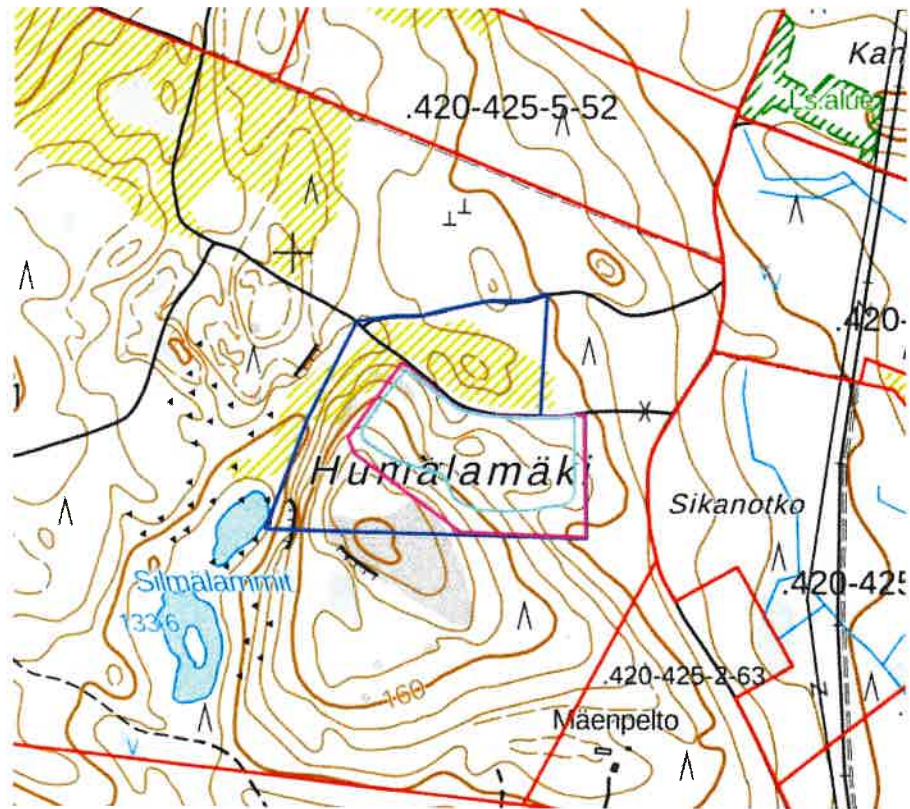 Kan
Ls.alue
.420-425-5-52
.420-
Humalamäki
Sikanotko
Silmälammit
133.6
.420-425
.420-425-2-63
160
Mäenpelto